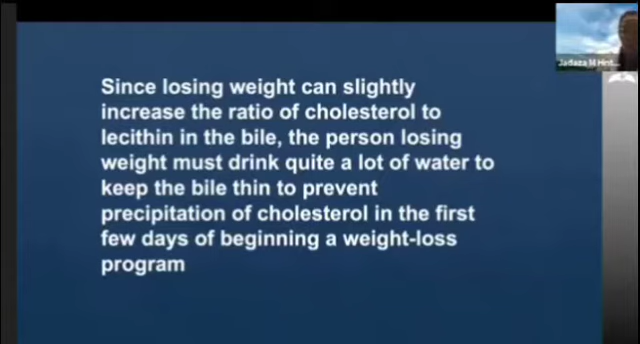 Jadaza M Hint...
Since losing weight can slightly
increase the ratio of cholesterol to
lecithin in the bile, the person losing
weight must drink quite a lot of water to
keep the bile thin to prevent
precipitation of cholesterol in the first
few days of beginning a weight-loss
program